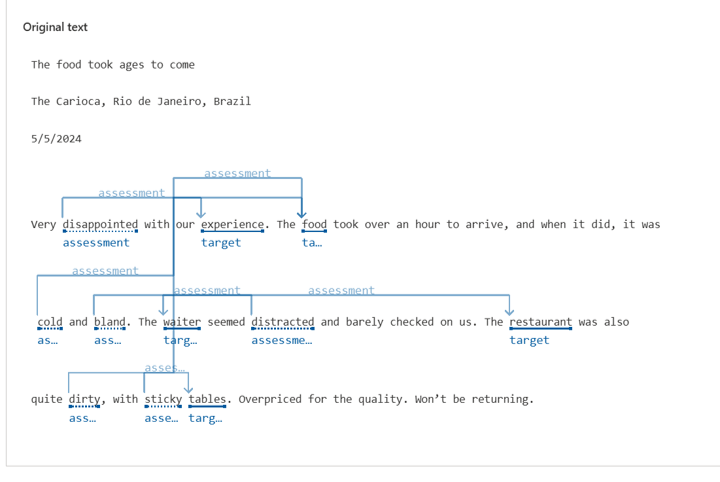 Original text
The food took ages to come
The Carioca, Rio de Janeiro, Brazil
5/5/2024
assessment
assessment
Very disappointed with our experience. The food took over an hour to arrive, and when it did, it was
assessment target ta…
assessment
assessment assessment
cold and bland. The waiter seemed distracted and barely checked on us. The restaurant was also
as… ass… targ… assessme… target
asses…
quite dirty, with sticky tables. Overpriced for the quality. Won’t be returning.
ass… asse… targ…